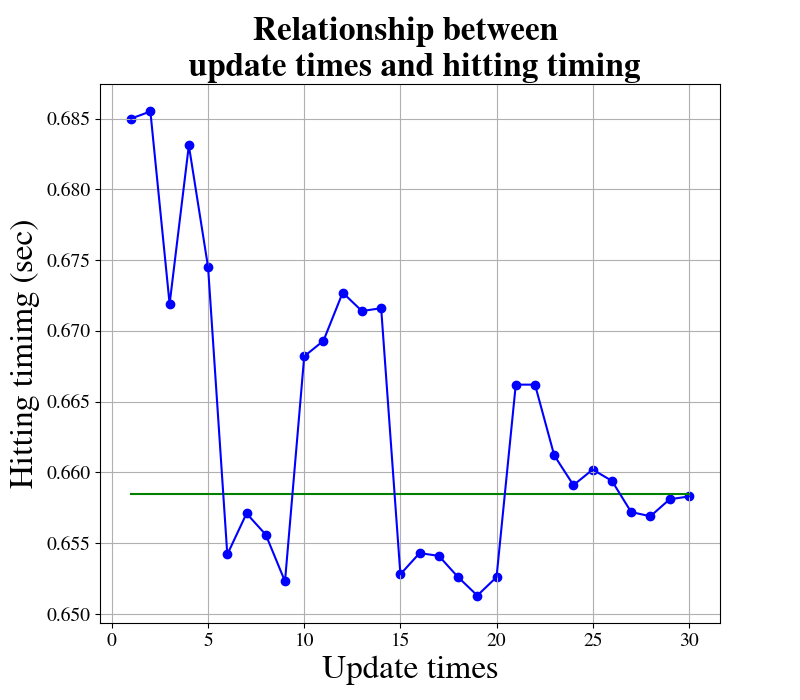 Relationship between
update times and hitting timing
Hitting timimg (sec)
0.685
0.680
0.675
0.670
0.665
0.660
0.655
0.650
0 5 10 15 20 25 30
Update times